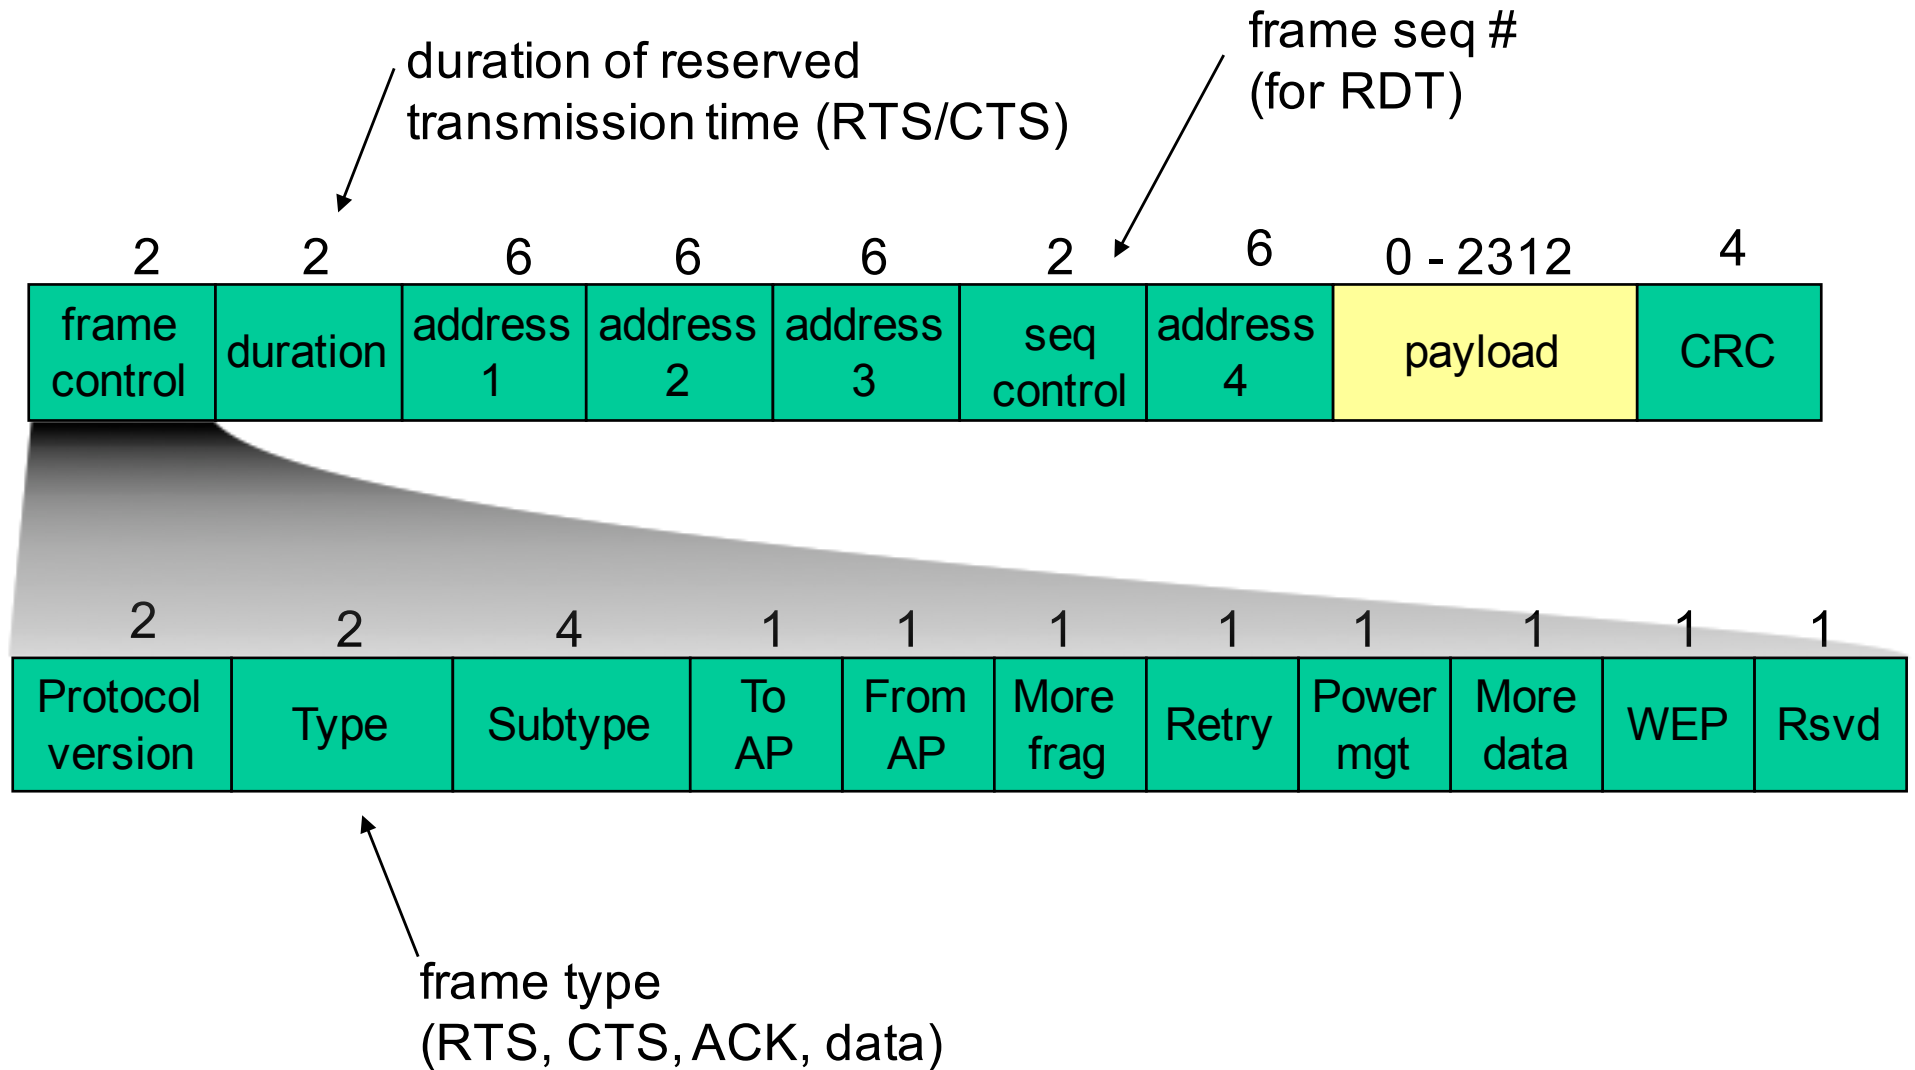 duration of reserved
transmission time (RTS/CTS)
frame seq #
(for RDT)
2 2 6 6 6 2 6 0 - 2312 4
frame control duration address 1 address 2 address 3 seq control address 4 payload CRC
2 2 4 1 1 1 1 1 1 1 1
Protocol version Type Subtype To AP From AP More frag Retry Power mgt More data WEP Rsvd
frame type
(RTS, CTS, ACK, data)